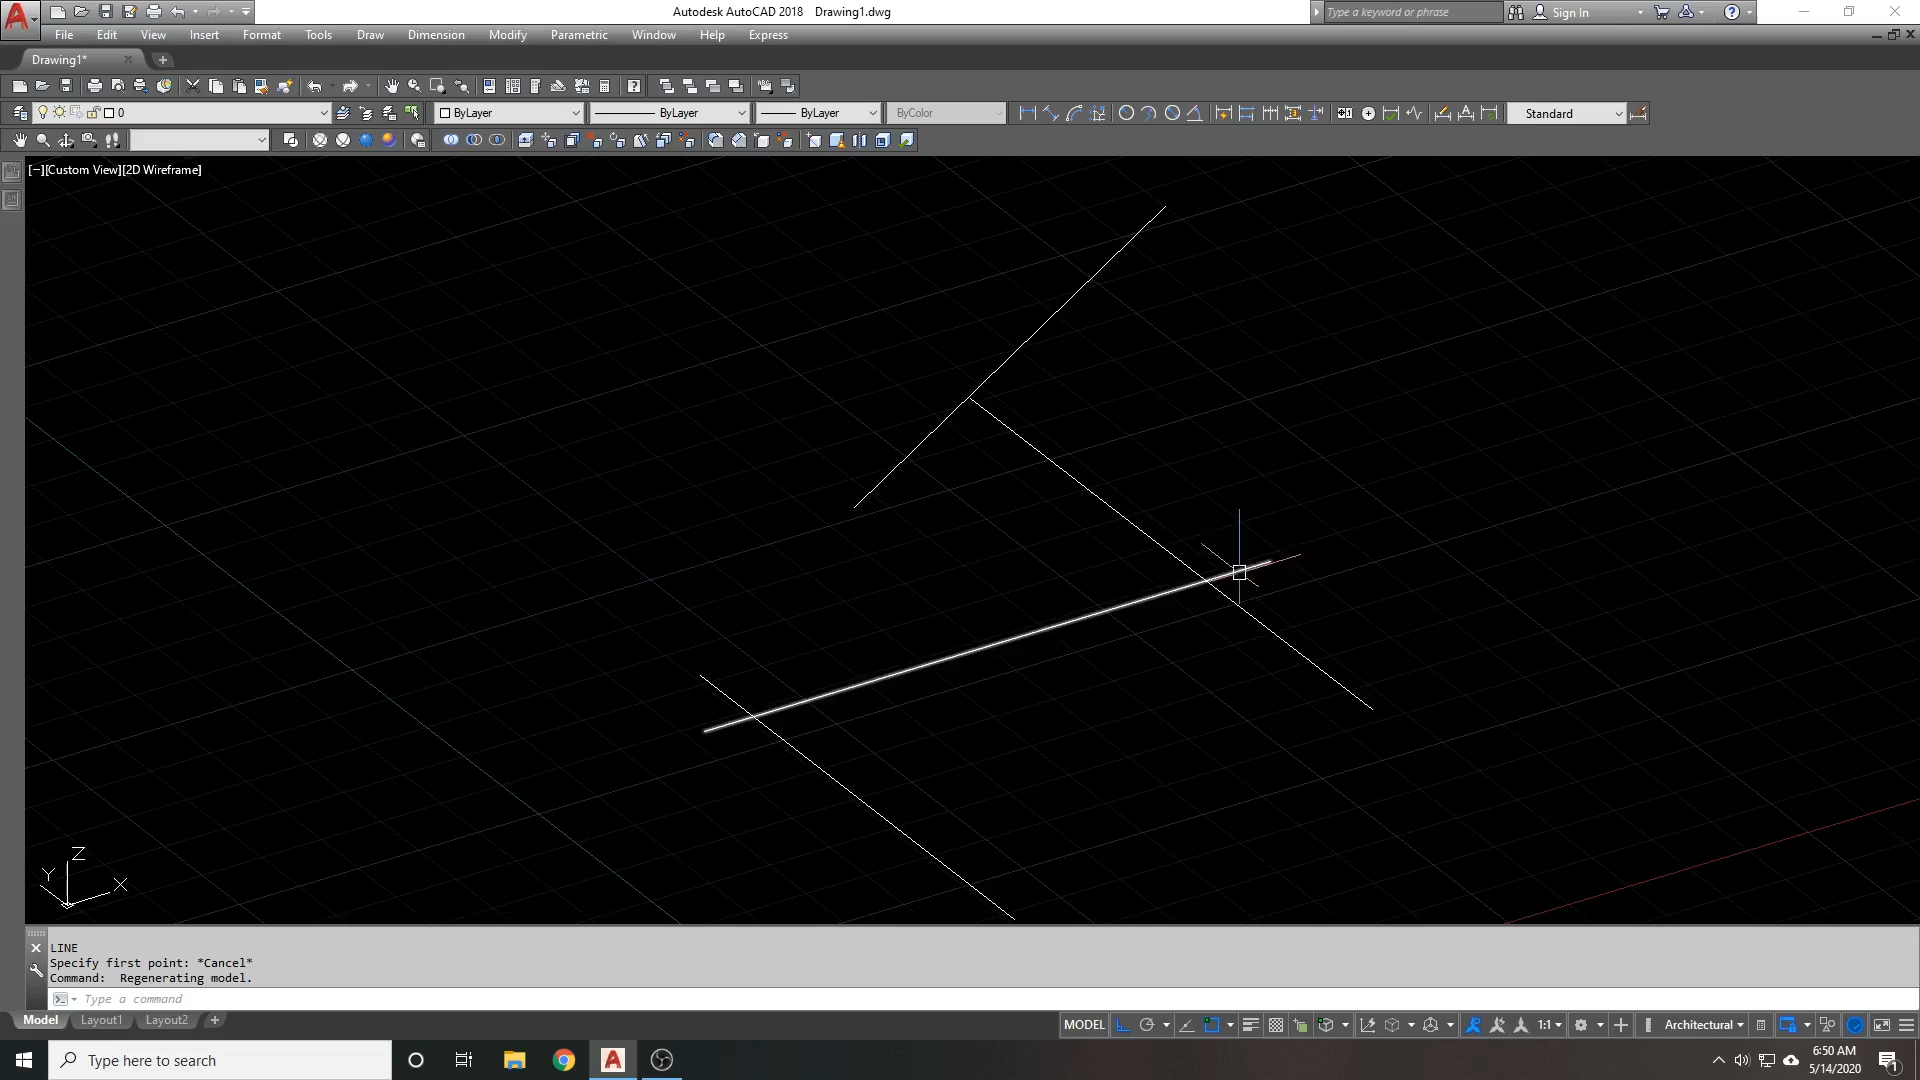 Autodesk AutoCAD 2018 Drawing1.dwg
Type a keyword or phrase
Sign In
File Edit View Insert Format Tools Draw Dimension Modify Parametric Window Help Express
Drawing1*
0
ByLayer
ByLayer
ByLayer
ByColor
Standard
[−][Custom View][2D Wireframe]
Z
Y
X
LINE
Specify first point: *Cancel*
Command: Regenerating model.
Type a command
Model Layout1 Layout2
MODEL
1:1
Architectural
Type here to search
6:50 AM
5/14/2020
1